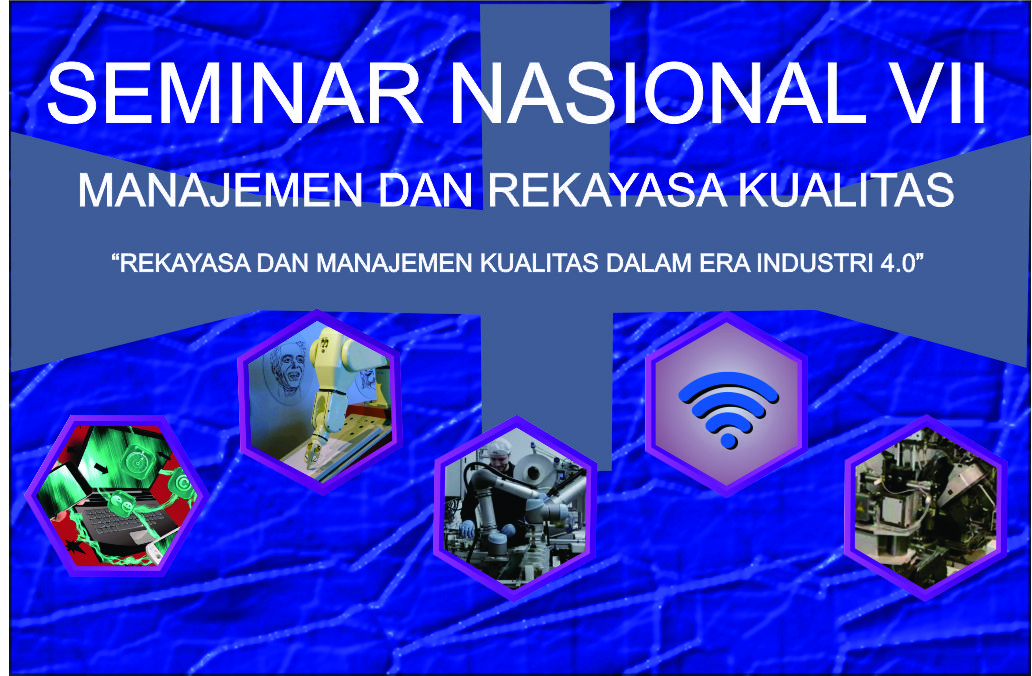 SEMINAR NASIONAL VII
MANAJEMEN DAN REKAYASA KUALITAS
“REKAYASA DAN MANAJEMEN KUALITAS DALAM ERA INDUSTRI 4.0”